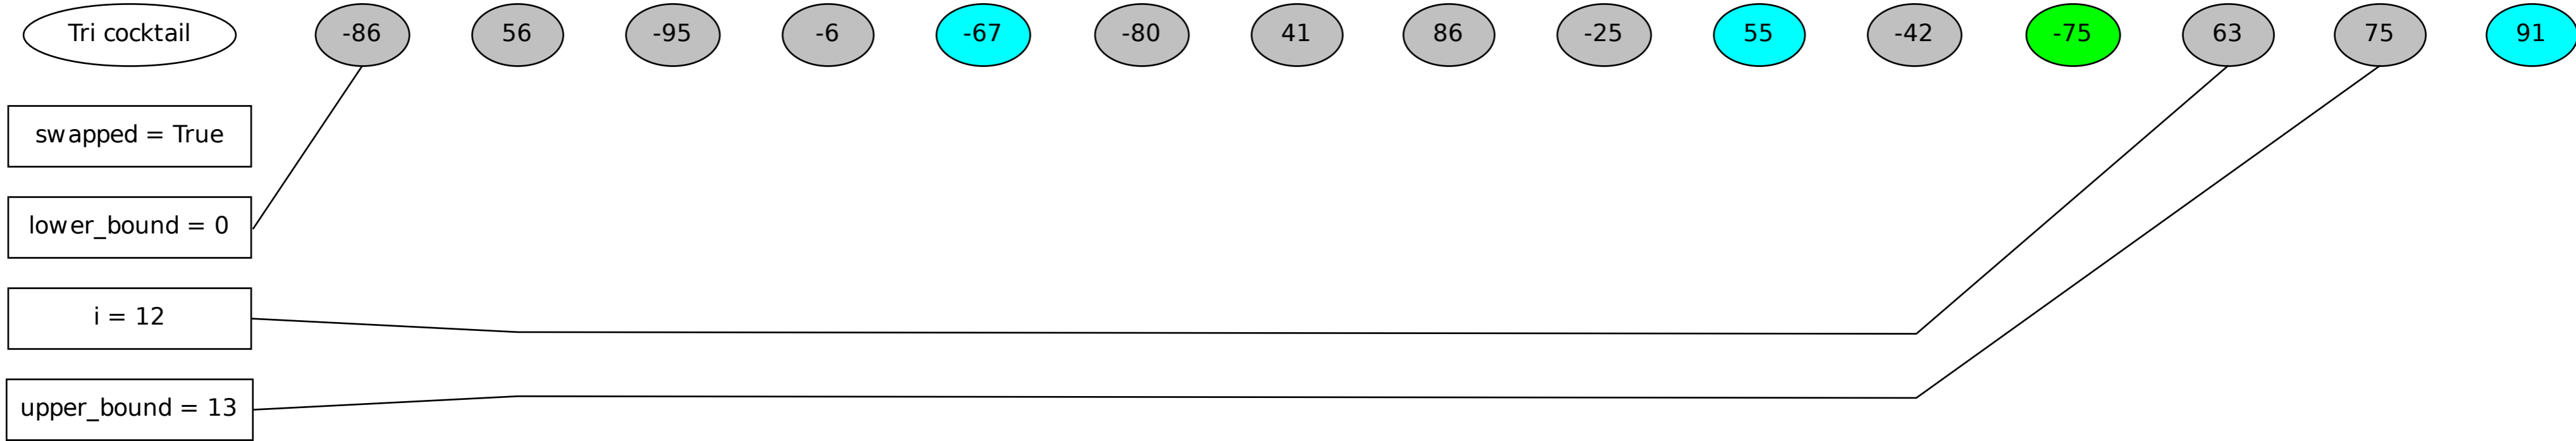 Tri cocktail -86 56 -95 -6 -67 -80 41 86 -25 55 -42 -75 63 75 91
swapped = True
lower_bound = 0
i = 12
upper_bound = 13